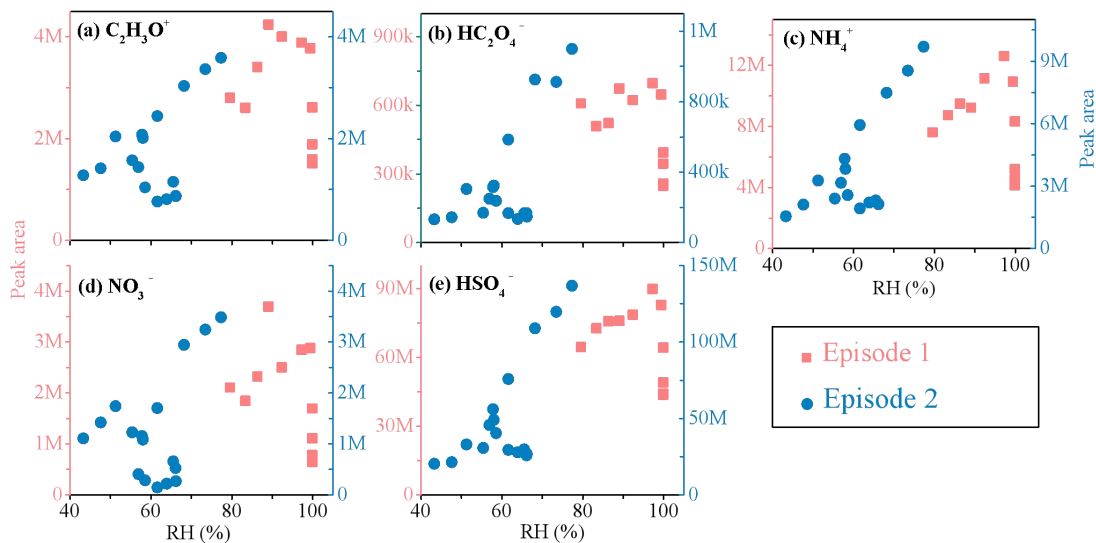 (a) C₂H₃O⁺
4M
2M
0
4M
2M
0
(b) HC₂O₄⁻
900k
600k
300k
0
1M
800k
400k
200k
0
(c) NH₄⁺
12M
8M
4M
0
9M
6M
3M
0
40 60 80 100
RH (%)
Peak area
Peak area
(d) NO₃⁻
4M
3M
2M
1M
0
4M
3M
2M
1M
0
40 60 80 100
RH (%)
(e) HSO₄⁻
90M
60M
30M
0
150M
100M
50M
0
40 60 80 100
RH (%)
Episode 1
Episode 2